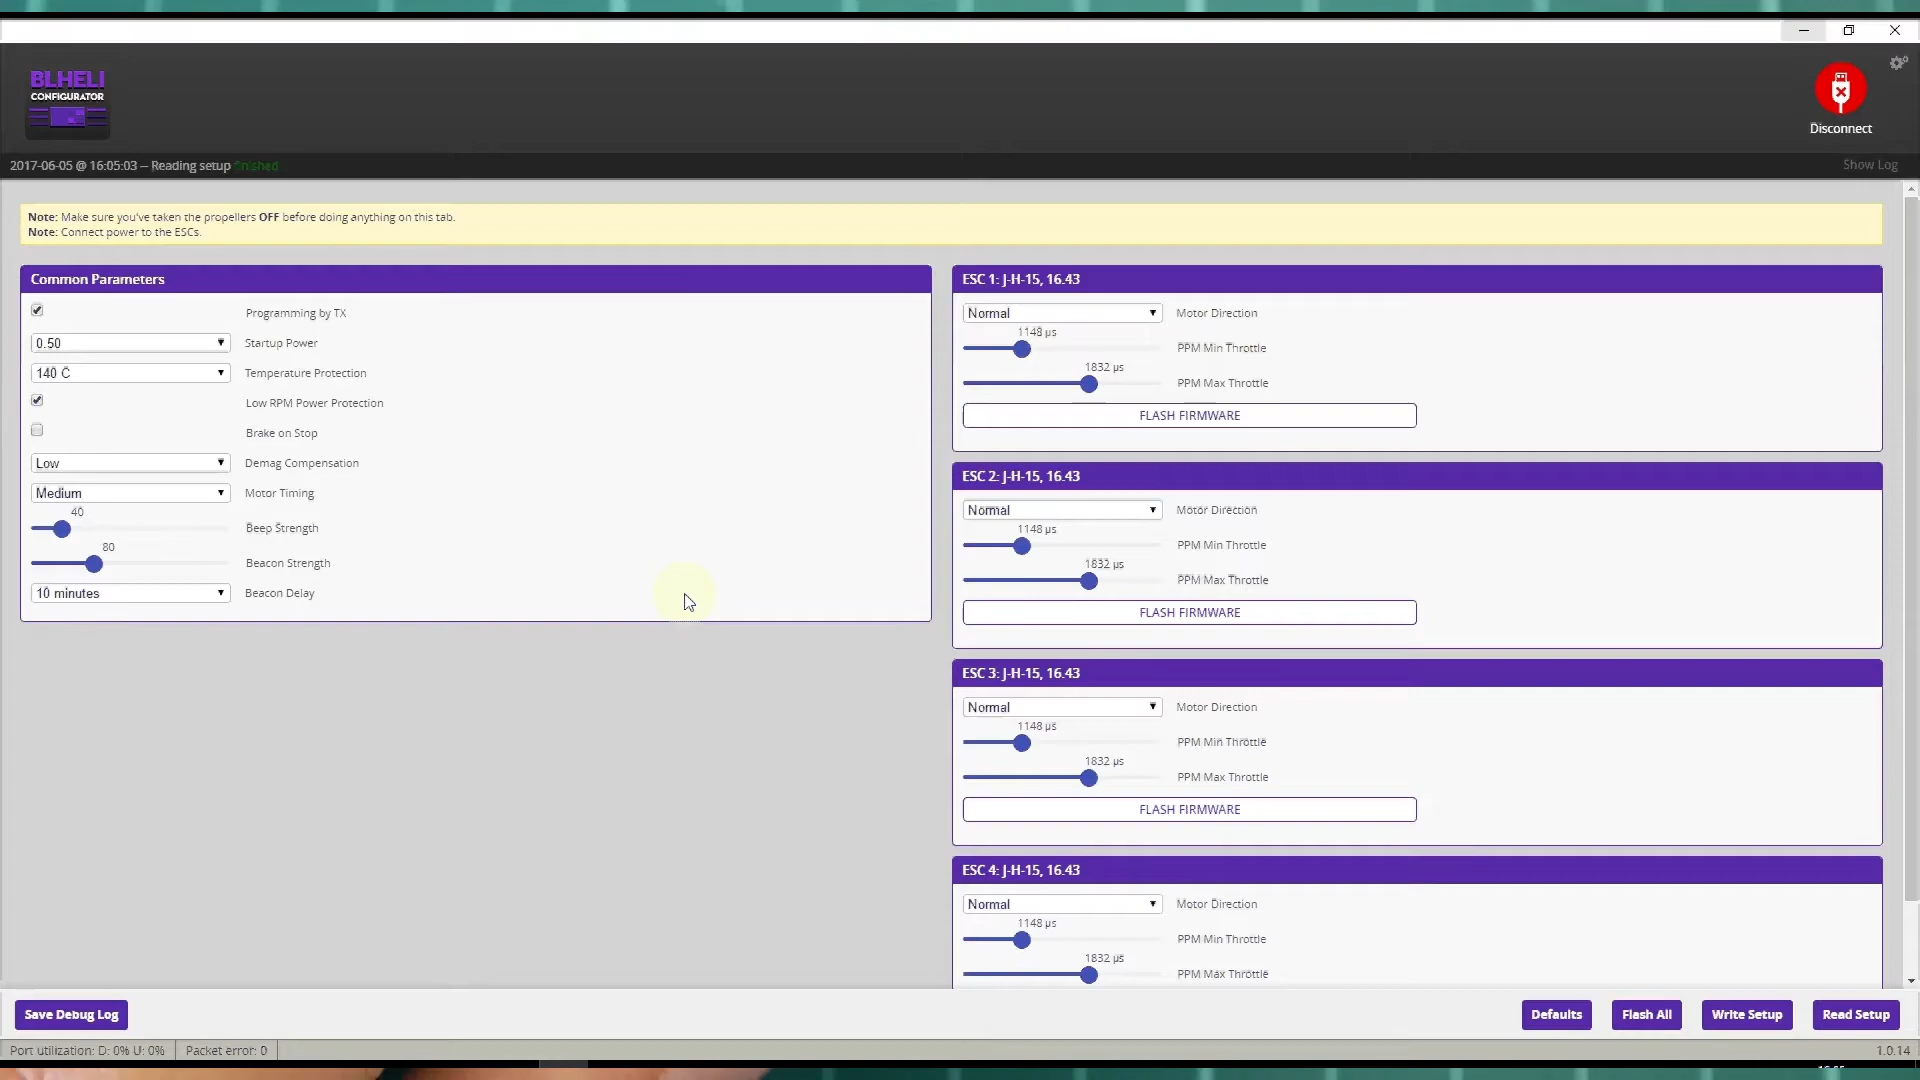 BLHELI
CONFIGURATOR
Disconnect
2017-06-05 @ 16:05:03 -- Reading setup finished
Show Log
Note: Make sure you've taken the propellers OFF before doing anything on this tab.
Note: Connect power to the ESCs.
Common Parameters
Programming by TX
0.50
Startup Power
140 C
Temperature Protection
Low RPM Power Protection
Brake on Stop
Low
Demag Compensation
Medium
Motor Timing
40
Beep Strength
80
Beacon Strength
10 minutes
Beacon Delay
ESC 1: J-H-15, 16.43
Normal
Motor Direction
1148 µs
PPM Min Throttle
1832 µs
PPM Max Throttle
FLASH FIRMWARE
ESC 2: J-H-15, 16.43
Normal
Motor Direction
1148 µs
PPM Min Throttle
1832 µs
PPM Max Throttle
FLASH FIRMWARE
ESC 3: J-H-15, 16.43
Normal
Motor Direction
1148 µs
PPM Min Throttle
1832 µs
PPM Max Throttle
FLASH FIRMWARE
ESC 4: J-H-15, 16.43
Normal
Motor Direction
1148 µs
PPM Min Throttle
1832 µs
PPM Max Throttle
Save Debug Log
Defaults
Flash All
Write Setup
Read Setup
Port utilization: D: 0% U: 0%
Packet error: 0
1.0.14